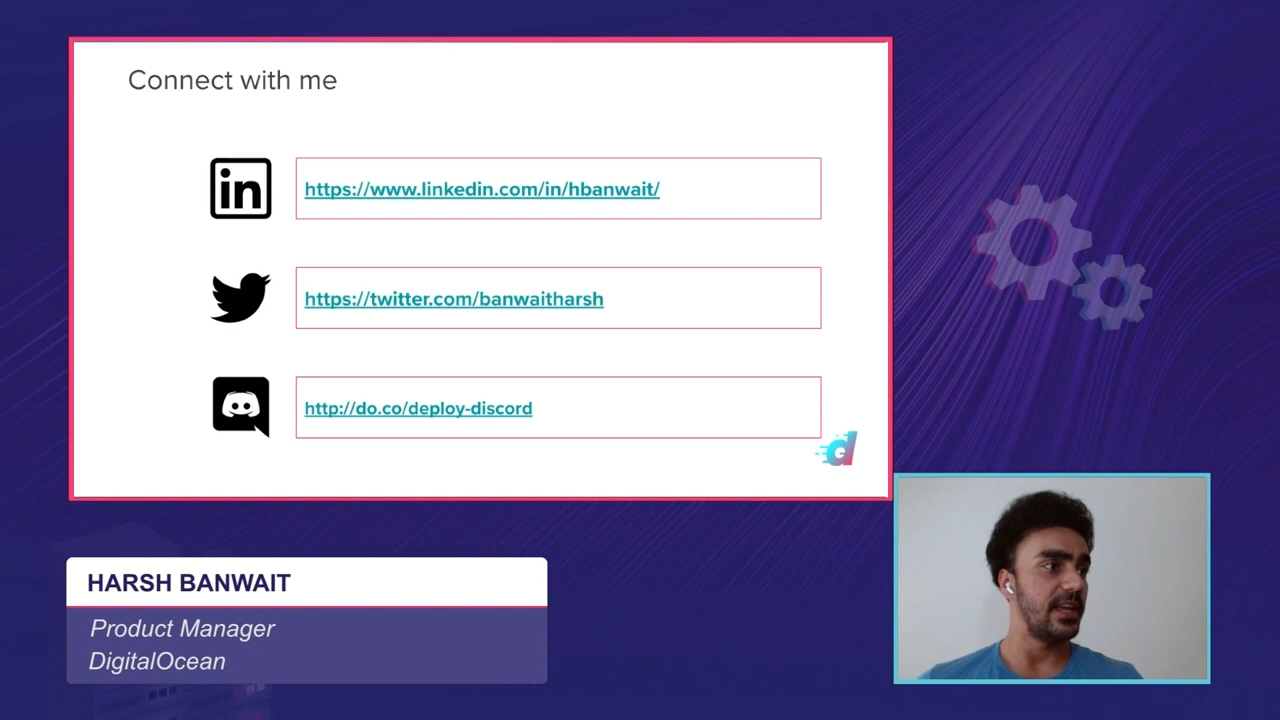 Connect with me
in
https://www.linkedin.com/in/hbanwait/
https://twitter.com/banwaitharsh
http://do.co/deploy-discord
d
HARSH BANWAIT
Product Manager
DigitalOcean